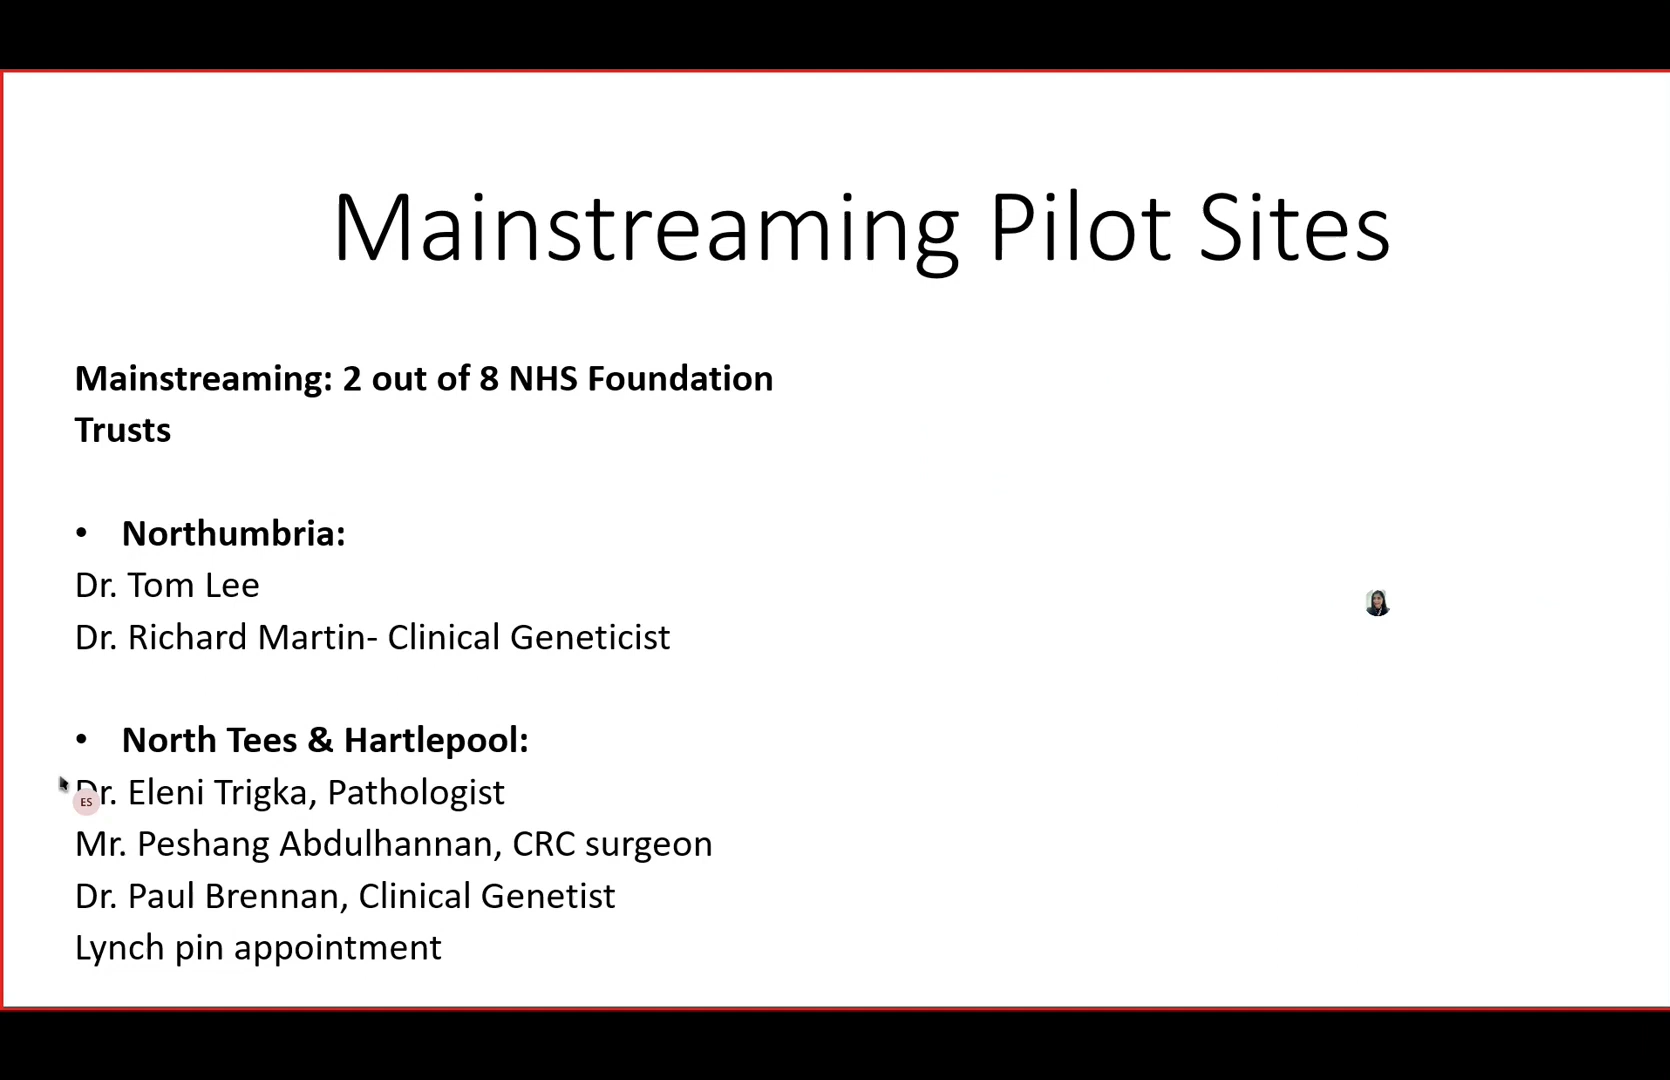 Mainstreaming Pilot Sites
Mainstreaming: 2 out of 8 NHS Foundation
Trusts
• Northumbria:
Dr. Tom Lee
Dr. Richard Martin- Clinical Geneticist
• North Tees & Hartlepool:
Dr. Eleni Trigka, Pathologist
ES
Mr. Peshang Abdulhannan, CRC surgeon
Dr. Paul Brennan, Clinical Genetist
Lynch pin appointment